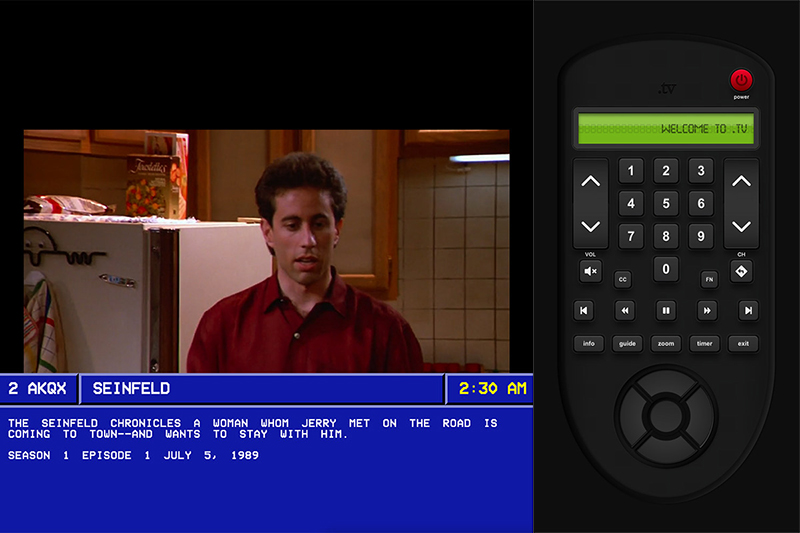 Toastettes
2 AKQX
SEINFELD
2:30 AM
THE SEINFELD CHRONICLES A WOMAN WHOM JERRY MET ON THE ROAD IS
COMING TO TOWN--AND WANTS TO STAY WITH HIM.
SEASON 1 EPISODE 1 JULY 5, 1989
.tv
power
WELCOME TO .TV
1 2 3
4 5 6
7 8 9
VOL
CH
0
CC
FN
info guide zoom timer exit